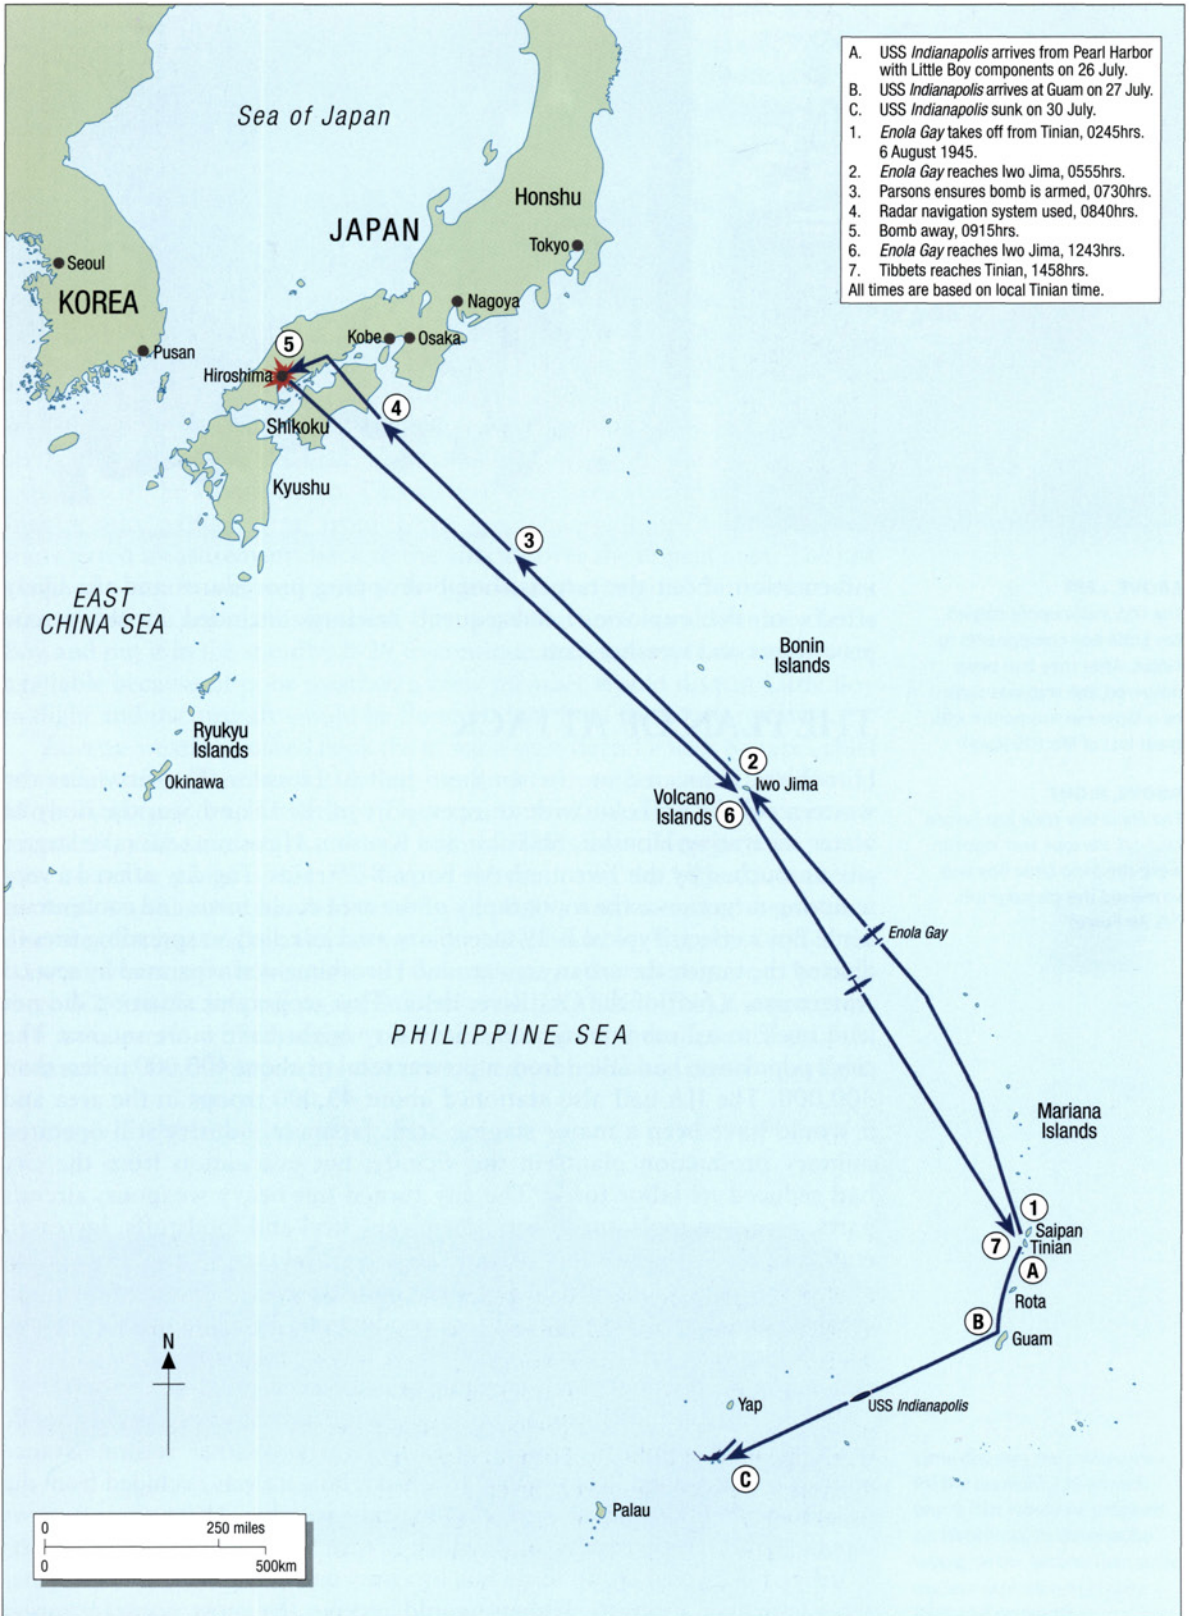 A. USS Indianapolis arrives from Pearl Harbor
with Little Boy components on 26 July.
B. USS Indianapolis arrives at Guam on 27 July.
C. USS Indianapolis sunk on 30 July.
1. Enola Gay takes off from Tinian, 0245hrs.
6 August 1945.
2. Enola Gay reaches Iwo Jima, 0555hrs.
3. Parsons ensures bomb is armed, 0730hrs.
4. Radar navigation system used, 0840hrs.
5. Bomb away, 0915hrs.
6. Enola Gay reaches Iwo Jima, 1243hrs.
7. Tibbets reaches Tinian, 1458hrs.
All times are based on local Tinian time.
Sea of Japan
Honshu
JAPAN
Tokyo
Seoul
KOREA
Nagoya
Kobe
Osaka
5
Pusan
Hiroshima
4
Shikoku
Kyushu
3
EAST
CHINA SEA
Bonin
Islands
Ryukyu
Islands
Okinawa
2
Iwo Jima
Volcano
Islands
6
Enola Gay
PHILIPPINE SEA
Mariana
Islands
1
Saipan
7
Tinian
A
Rota
B
Guam
N
Yap
USS Indianapolis
C
Palau
0
250 miles
0
500km